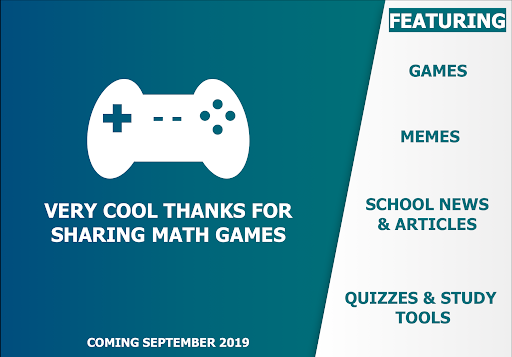 VERY COOL THANKS FOR
SHARING MATH GAMES
COMING SEPTEMBER 2019
FEATURING
GAMES
MEMES
SCHOOL NEWS
& ARTICLES
QUIZZES & STUDY
TOOLS